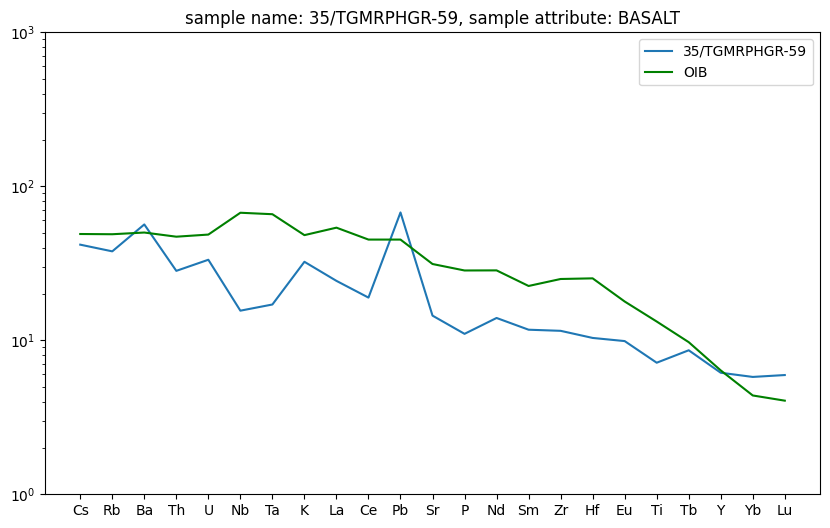 sample name: 35/TGMRPHGR-59, sample attribute: BASALT
35/TGMRPHGR-59
OIB
10³
10²
10¹
10⁰
Cs Rb Ba Th U Nb Ta K La Ce Pb Sr P Nd Sm Zr Hf Eu Ti Tb Y Yb Lu